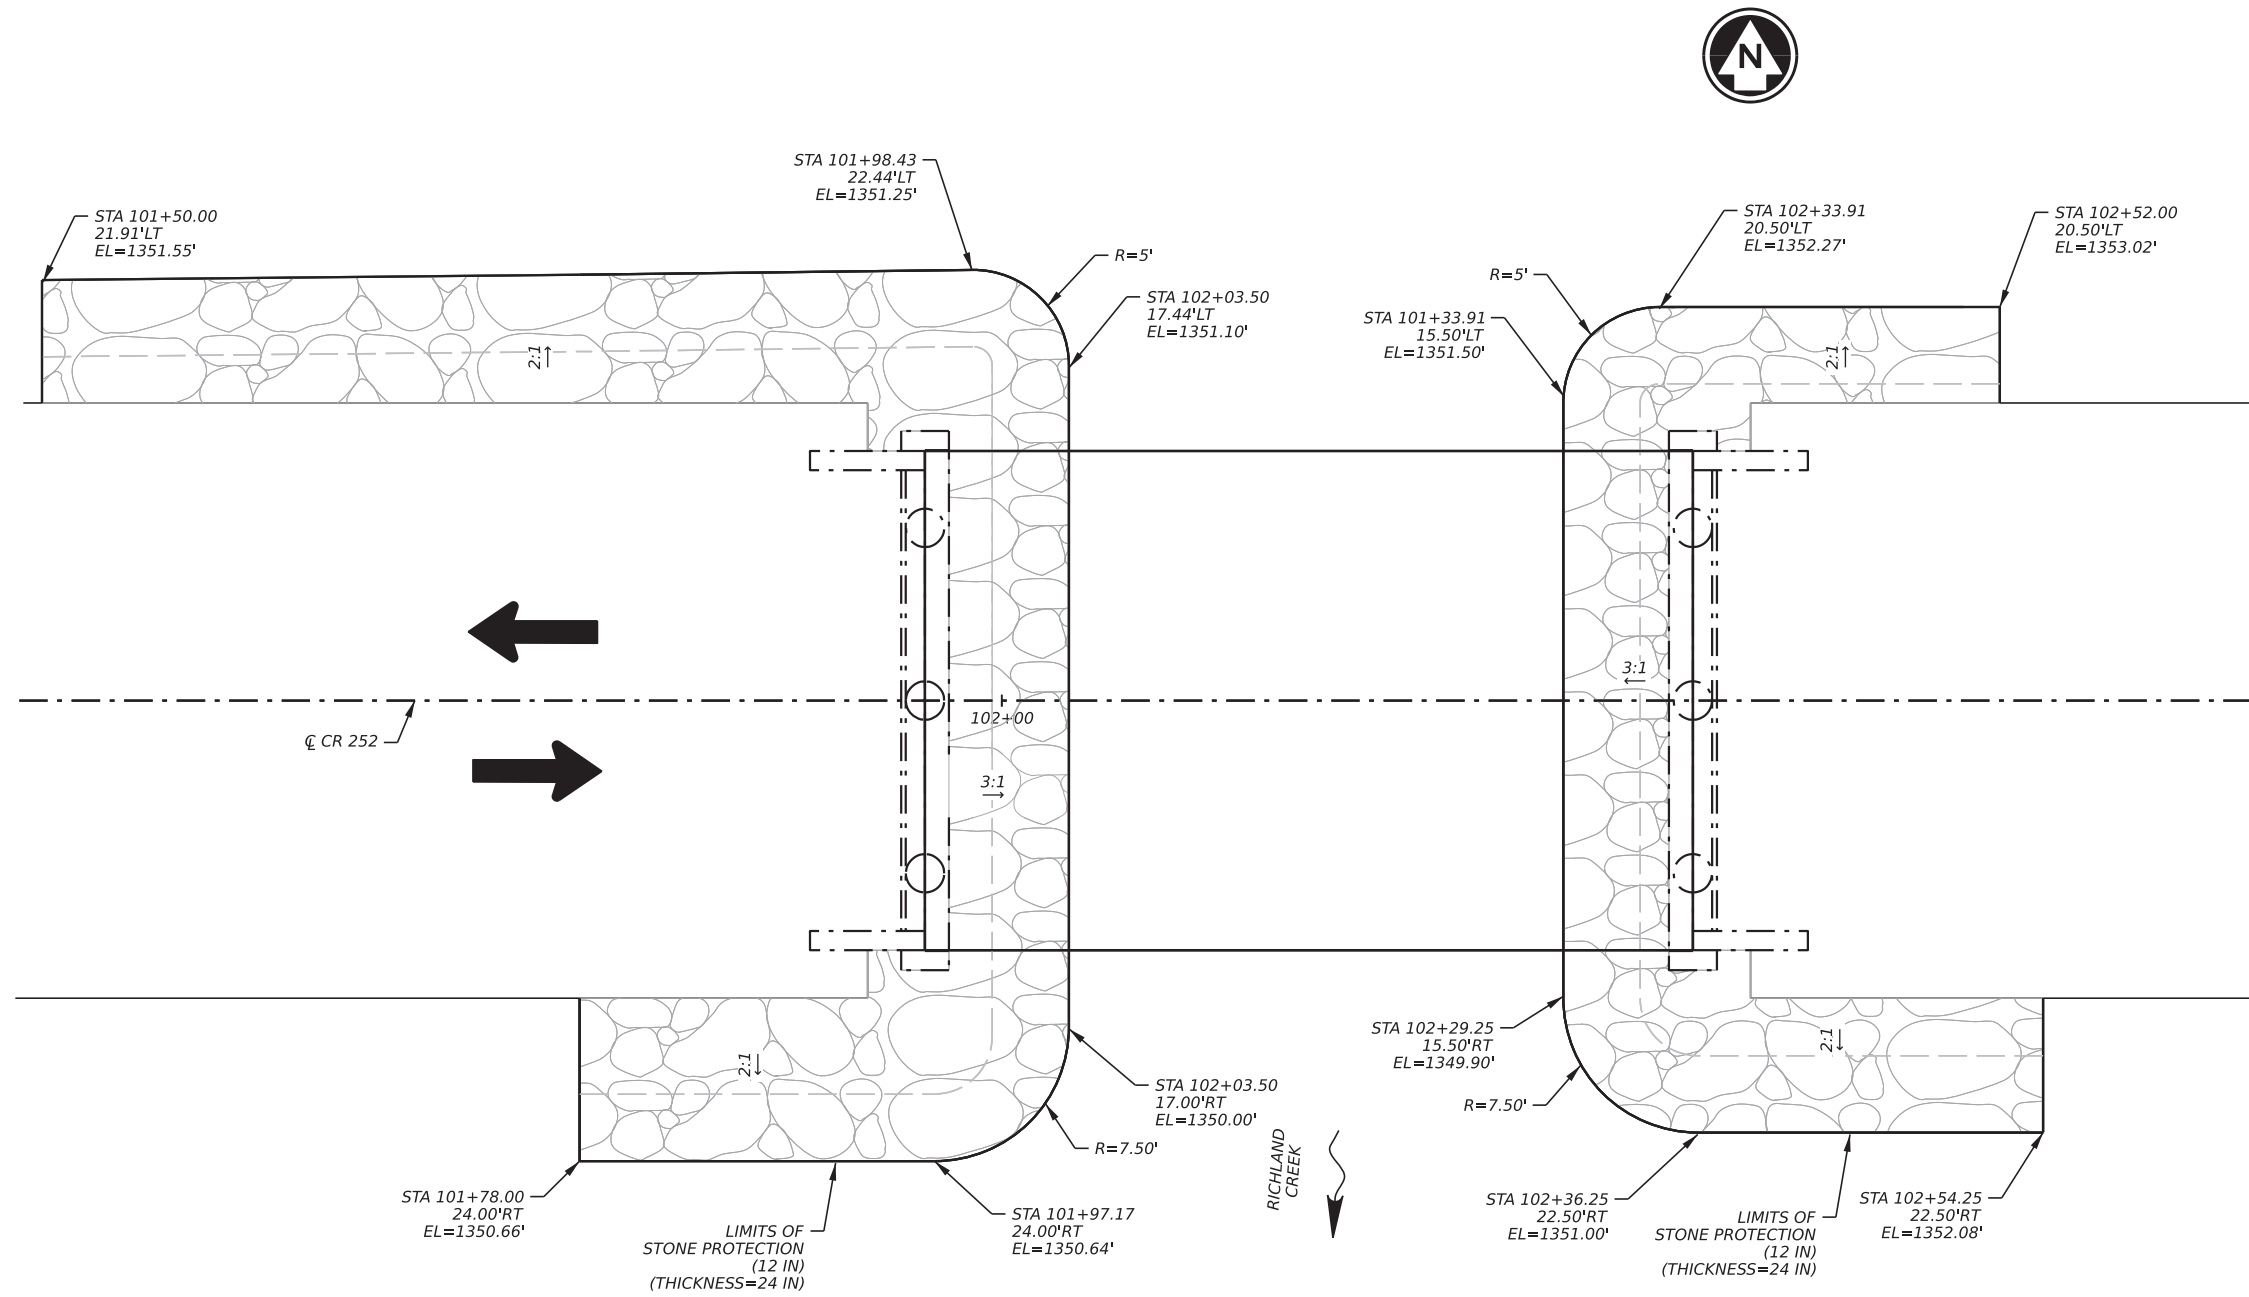 N
STA 101+98.43
22.44'LT
EL=1351.25'
STA 101+50.00
21.91'LT
EL=1351.55'
R=5'
STA 102+03.50
17.44'LT
EL=1351.10'
STA 102+33.91
20.50'LT
EL=1352.27'
STA 102+52.00
20.50'LT
EL=1353.02'
R=5'
STA 101+33.91
15.50'LT
EL=1351.50'
2:1
2:1
3:1
102+00
℄ CR 252
3:1
2:1
2:1
STA 102+29.25
15.50'RT
EL=1349.90'
STA 102+03.50
17.00'RT
EL=1350.00'
R=7.50'
R=7.50'
RICHLAND
CREEK
STA 101+78.00
24.00'RT
EL=1350.66'
LIMITS OF
STONE PROTECTION
(12 IN)
(THICKNESS=24 IN)
STA 101+97.17
24.00'RT
EL=1350.64'
STA 102+36.25
22.50'RT
EL=1351.00'
LIMITS OF
STONE PROTECTION
(12 IN)
(THICKNESS=24 IN)
STA 102+54.25
22.50'RT
EL=1352.08'